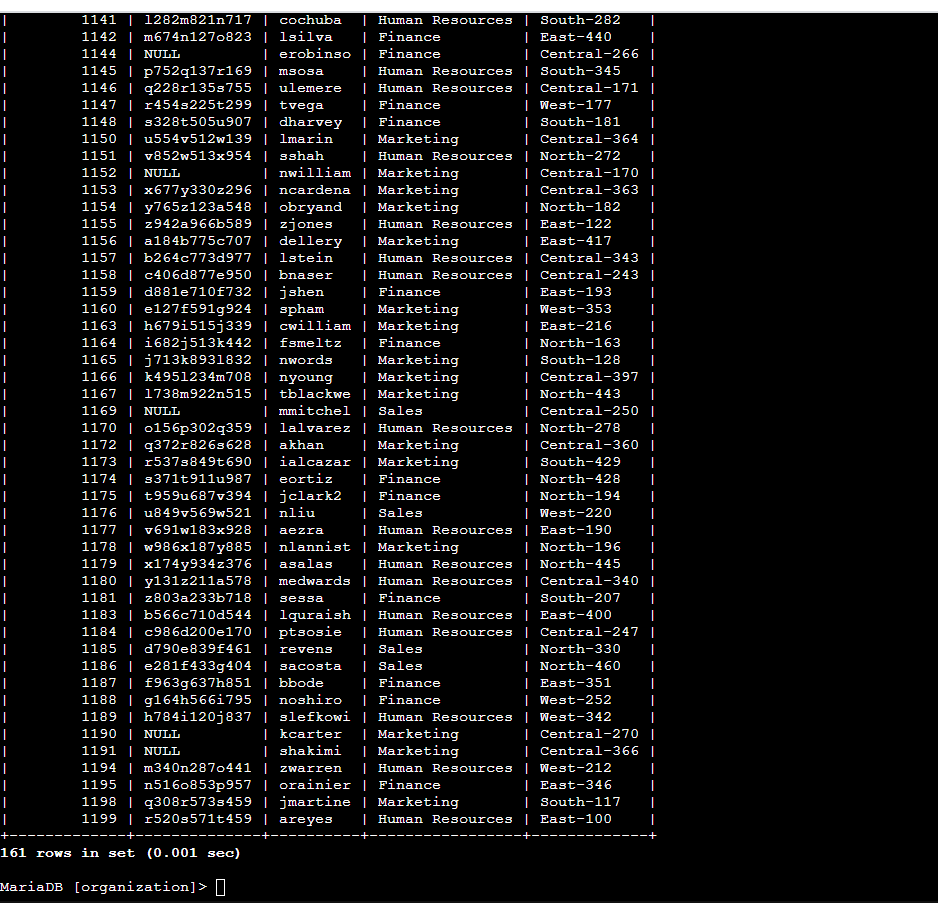 |        1141 | l282m821n717 | cochuba  | Human Resources | South-282   |
|        1142 | m674n127o823 | lsilva   | Finance         | East-440    |
|        1144 | NULL         | erobinso | Finance         | Central-266 |
|        1145 | p752q137r169 | msosa    | Human Resources | South-345   |
|        1146 | q228r135s755 | ulemere  | Human Resources | Central-171 |
|        1147 | r454s225t299 | tvega    | Finance         | West-177    |
|        1148 | s328t505u907 | dharvey  | Finance         | South-181   |
|        1150 | u554v512w139 | lmarin   | Marketing       | Central-364 |
|        1151 | v852w513x954 | sshah    | Human Resources | North-272   |
|        1152 | NULL         | nwilliam | Marketing       | Central-170 |
|        1153 | x677y330z296 | ncardena | Marketing       | Central-363 |
|        1154 | y765z123a548 | obryand  | Marketing       | North-182   |
|        1155 | z942a966b589 | zjones   | Human Resources | East-122    |
|        1156 | a184b775c707 | dellery  | Marketing       | East-417    |
|        1157 | b264c773d977 | lstein   | Human Resources | Central-343 |
|        1158 | c406d877e950 | bnaser   | Human Resources | Central-243 |
|        1159 | d881e710f732 | jshen    | Finance         | East-193    |
|        1160 | e127f591g924 | spham    | Marketing       | West-353    |
|        1163 | h679i515j339 | cwilliam | Marketing       | East-216    |
|        1164 | i682j513k442 | fsmeltz  | Finance         | North-163   |
|        1165 | j713k893l832 | nwords   | Marketing       | South-128   |
|        1166 | k495l234m708 | nyoung   | Marketing       | Central-397 |
|        1167 | l738m922n515 | tblackwe | Marketing       | North-443   |
|        1169 | NULL         | mmitchel | Sales           | Central-250 |
|        1170 | o156p302q359 | lalvarez | Human Resources | North-278   |
|        1172 | q372r826s628 | akhan    | Marketing       | Central-360 |
|        1173 | r537s849t690 | ialcazar | Marketing       | South-429   |
|        1174 | s371t911u987 | eortiz   | Finance         | North-428   |
|        1175 | t959u687v394 | jclark2  | Finance         | North-194   |
|        1176 | u849v569w521 | nliu     | Sales           | West-220    |
|        1177 | v691w183x928 | aezra    | Human Resources | East-190    |
|        1178 | w986x187y885 | nlannist | Marketing       | North-196   |
|        1179 | x174y934z376 | asalas   | Human Resources | North-445   |
|        1180 | y131z211a578 | medwards | Human Resources | Central-340 |
|        1181 | z803a233b718 | sessa    | Finance         | South-207   |
|        1183 | b566c710d544 | lquraish | Human Resources | East-400    |
|        1184 | c986d200e170 | ptsosie  | Human Resources | Central-247 |
|        1185 | d790e839f461 | revens   | Sales           | North-330   |
|        1186 | e281f433g404 | sacosta  | Sales           | North-460   |
|        1187 | f963g637h851 | bbode    | Finance         | East-351    |
|        1188 | g164h566i795 | noshiro  | Finance         | West-252    |
|        1189 | h784i120j837 | slefkowi | Human Resources | West-342    |
|        1190 | NULL         | kcarter  | Marketing       | Central-270 |
|        1191 | NULL         | shakimi  | Marketing       | Central-366 |
|        1194 | m340n287o441 | zwarren  | Human Resources | West-212    |
|        1195 | n516o853p957 | orainier | Finance         | East-346    |
|        1198 | q308r573s459 | jmartine | Marketing       | South-117   |
|        1199 | r520s571t459 | areyes   | Human Resources | East-100    |
+-------------+--------------+----------+-----------------+-------------+
161 rows in set (0.001 sec)
MariaDB [organization]>